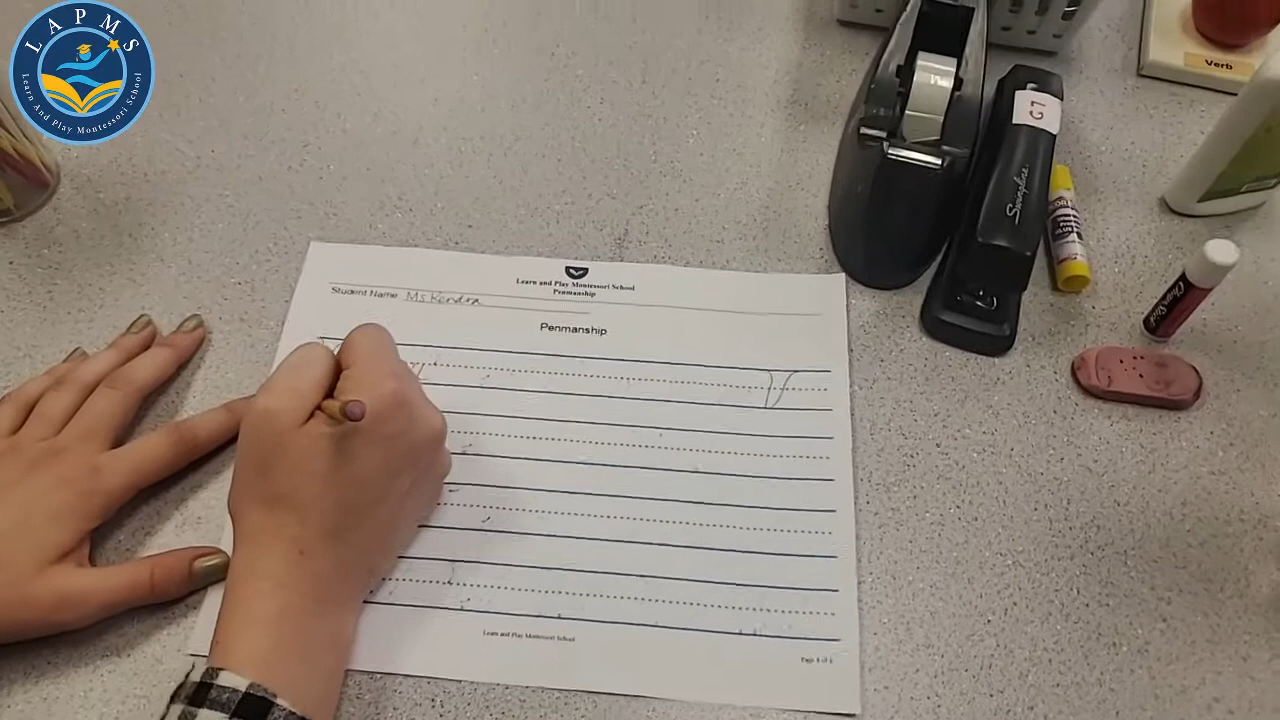 LAPMS
Learn And Play Montessori School
Verb
G7
Swingline
ChapStick
Learn and Play Montessori School
Penmanship
Student Name Ms Kendra
Penmanship
Learn and Play Montessori School